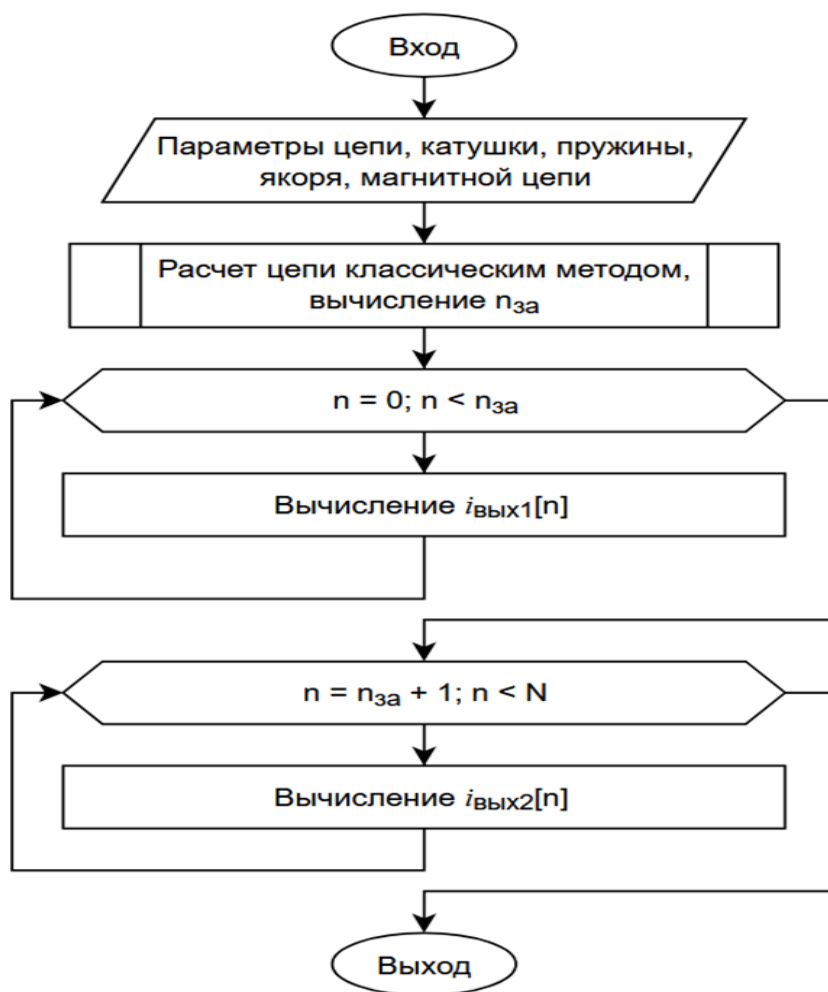 Вход
Параметры цепи, катушки, пружины,
якоря, магнитной цепи
Расчет цепи классическим методом,
вычисление nза
n = 0; n < nза
Вычисление iвых1[n]
n = nза + 1; n < N
Вычисление iвых2[n]
Выход